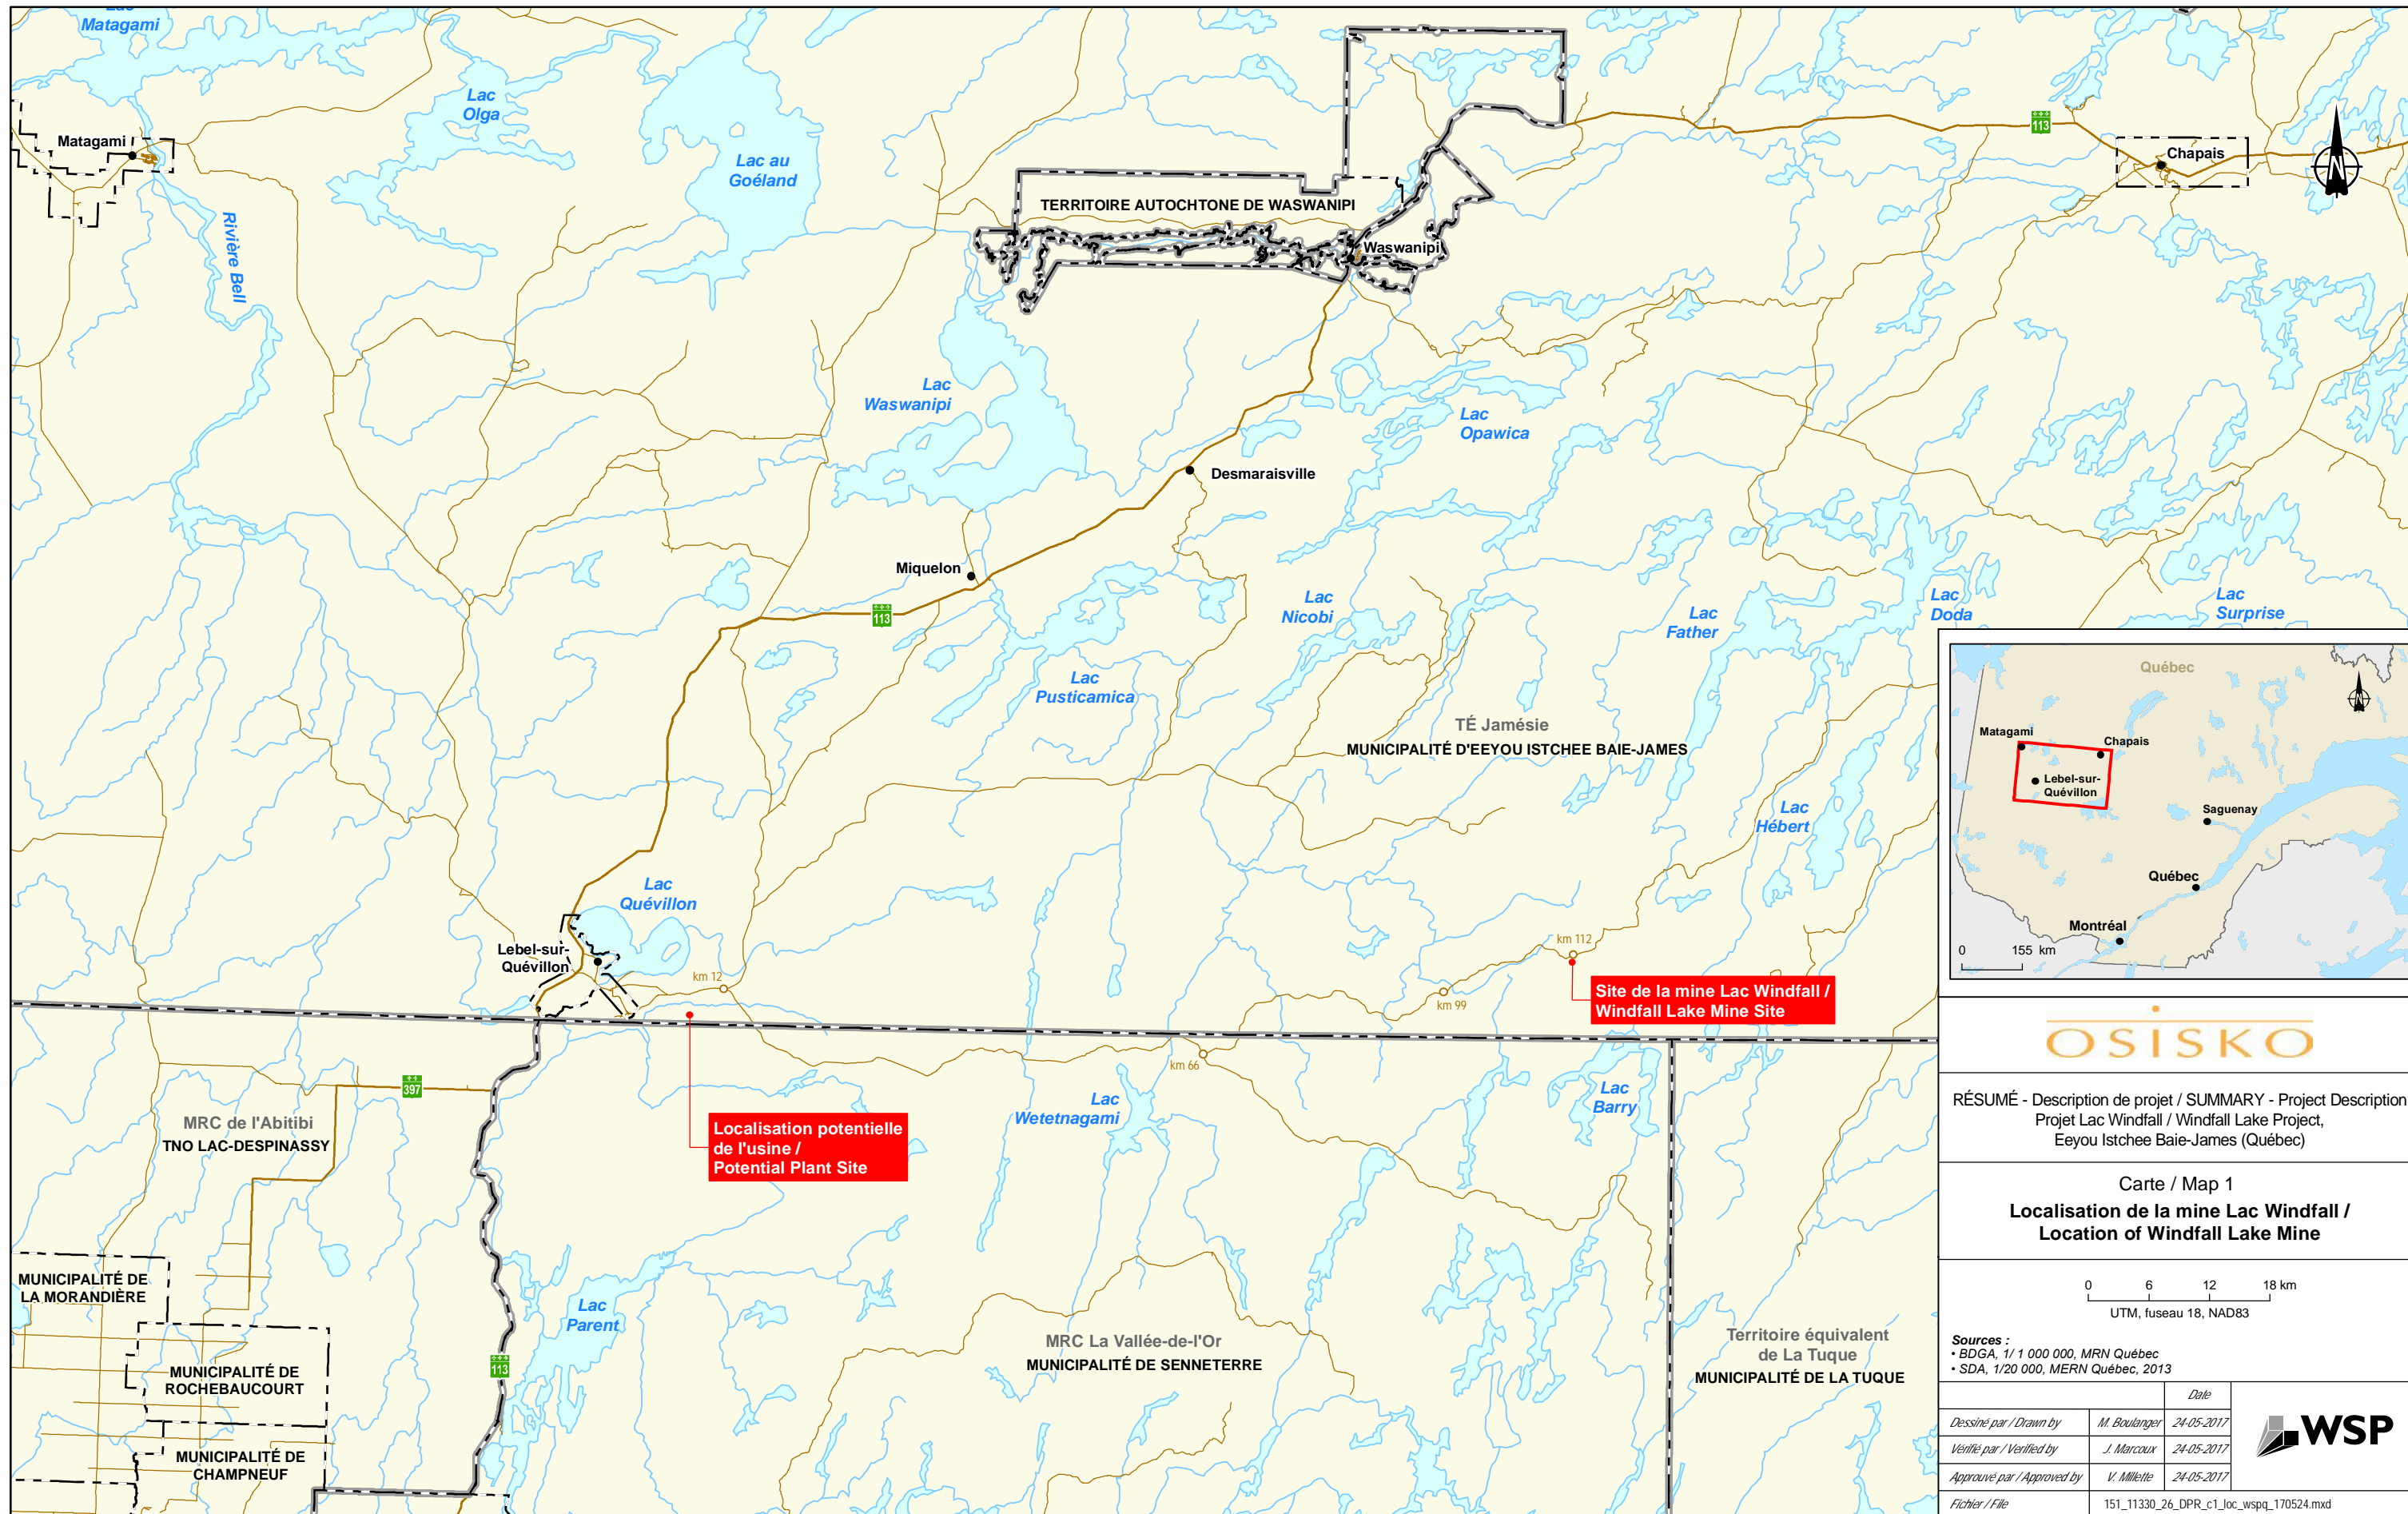 Lac
Matagami
Matagami
Lac
Olga
Rivière Bell
Lac au
Goéland
TERRITOIRE AUTOCHTONE DE WASWANIPI
Waswanipi
113
Chapais
N
Lac
Waswanipi
Lac
Opawica
Desmaraisville
Miquelon
113
Lac
Nicobi
Lac
Father
Lac
Doda
Lac
Surprise
Lac
Pusticamica
TÉ Jamésie
MUNICIPALITÉ D'EEYOU ISTCHEE BAIE-JAMES
Lac
Hébert
Lac
Quévillon
Lebel-sur-
Quévillon
km 12
km 112
km 99
Site de la mine Lac Windfall /
Windfall Lake Mine Site
km 66
397
MRC de l'Abitibi
TNO LAC-DESPINASSY
Localisation potentielle
de l'usine /
Potential Plant Site
Lac
Wetetnagami
Lac
Barry
MUNICIPALITÉ DE
LA MORANDIÈRE
Lac
Parent
113
MUNICIPALITÉ DE
ROCHEBAUCOURT
MUNICIPALITÉ DE
CHAMPNEUF
MRC La Vallée-de-l'Or
MUNICIPALITÉ DE SENNETERRE
Territoire équivalent
de La Tuque
MUNICIPALITÉ DE LA TUQUE
Québec
N
Matagami
Chapais
Lebel-sur-
Quévillon
Saguenay
Québec
Montréal
0 155 km
OSISKO
RÉSUMÉ - Description de projet / SUMMARY - Project Description
Projet Lac Windfall / Windfall Lake Project,
Eeyou Istchee Baie-James (Québec)
Carte / Map 1
Localisation de la mine Lac Windfall /
Location of Windfall Lake Mine
0 6 12 18 km
UTM, fuseau 18, NAD83
Sources :
• BDGA, 1/ 1 000 000, MRN Québec
• SDA, 1/20 000, MERN Québec, 2013
Date
Dessiné par / Drawn by M. Boulanger 24-05-2017
Vérifié par / Verified by J. Marcoux 24-05-2017
Approuvé par / Approved by V. Millette 24-05-2017
Fichier / File 151_11330_26_DPR_c1_loc_wspq_170524.mxd
WSP